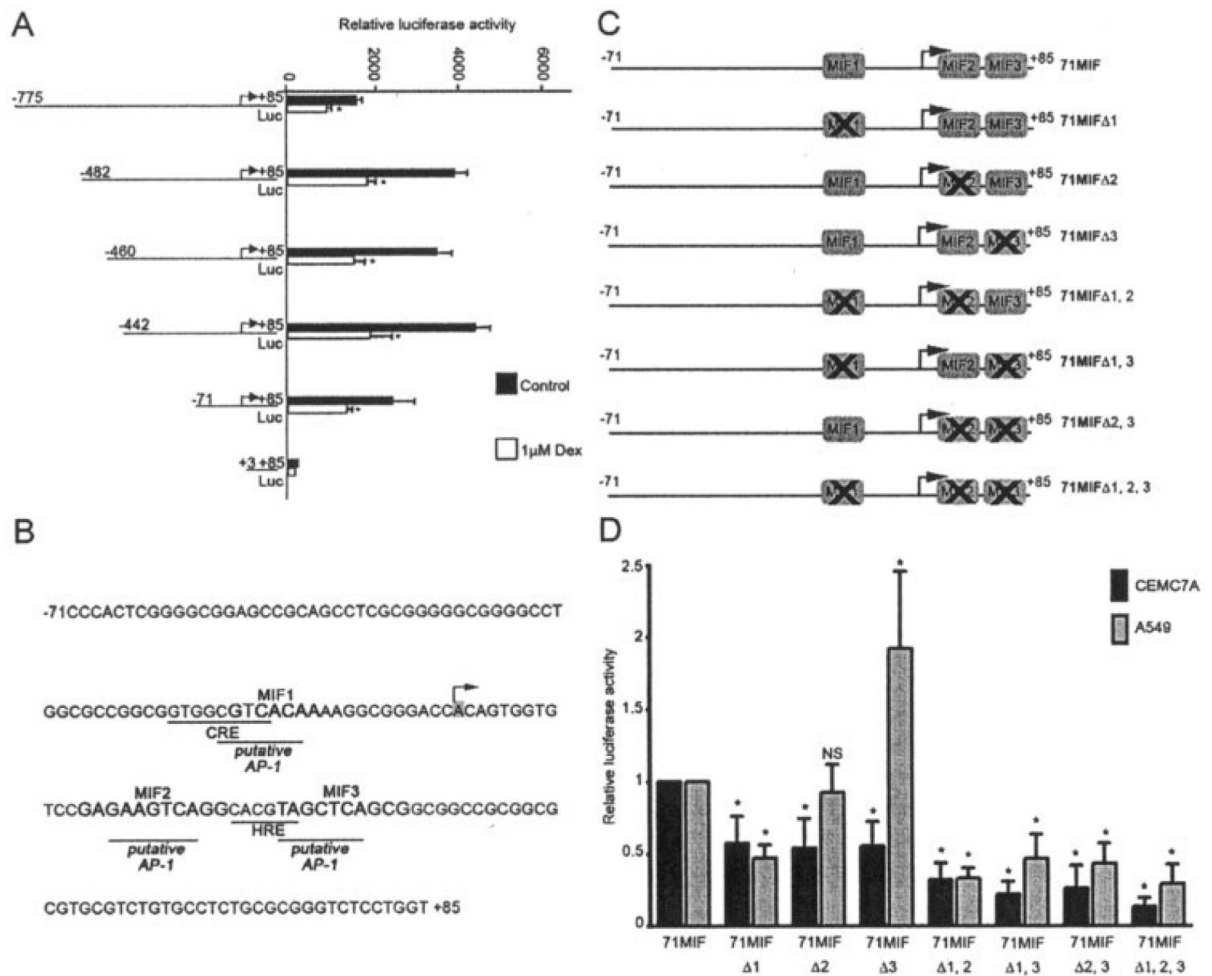 A
Relative luciferase activity
0
2000
4000
6000
-775
+85
Luc
*
-482
+85
Luc
*
-460
+85
Luc
*
-442
+85
Luc
*
-71
+85
Luc
*
+3 +85
Luc
Control
1µM Dex
B
-71CCCACTCGGGGCGGAGCCGCAGCCTCGCGGGGGCGGGGCCT
MIF1
GGCGCCGGCGGTGGCGTCACAAAAGGCGGGACCACAGTGGTG
CRE
putative
AP-1
MIF2 MIF3
TCCGAGAAGTCAGGCACGTAGCTCAGCGGCGGCCGCGGCG
HRE
putative
AP-1
putative
AP-1
CGTGCGTCTGTGCCTCTGCGCGGGTCTCCTGGT +85
C
-71 MIF1 MIF2 MIF3 +85 71MIF
-71 MIF2 MIF3 +85 71MIFΔ1
-71 MIF1 MIF3 +85 71MIFΔ2
-71 MIF1 MIF2 +85 71MIFΔ3
-71 MIF3 +85 71MIFΔ1, 2
-71 MIF2 +85 71MIFΔ1, 3
-71 MIF1 +85 71MIFΔ2, 3
-71 +85 71MIFΔ1, 2, 3
D
Relative luciferase activity
2.5
2
1.5
1
0.5
0
* * * NS * * * * * * * * *
CEMC7A
A549
71MIF 71MIF 71MIF 71MIF 71MIF 71MIF 71MIF 71MIF
Δ1 Δ2 Δ3 Δ1, 2 Δ1, 3 Δ2, 3 Δ1, 2, 3